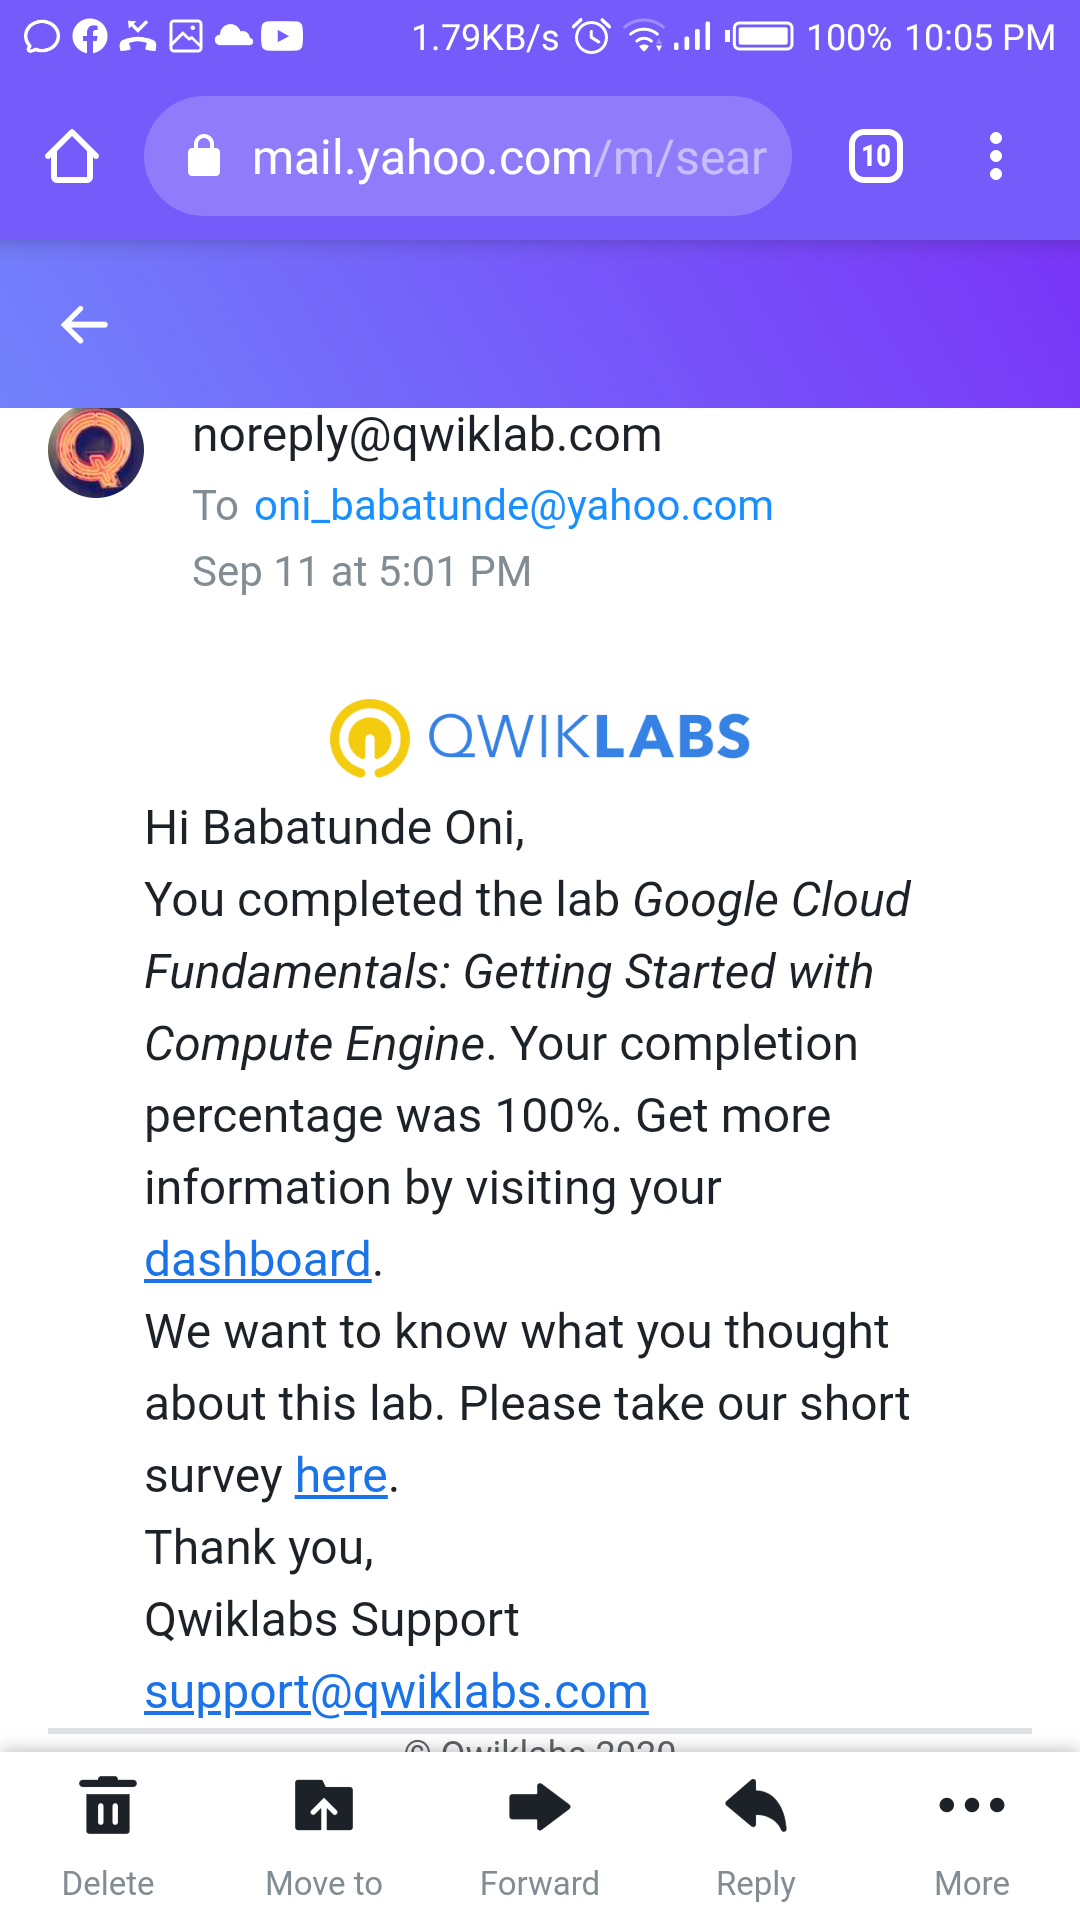 1.79KB/s 100% 10:05 PM
mail.yahoo.com/m/sear
10
noreply@qwiklab.com
To oni_babatunde@yahoo.com
Sep 11 at 5:01 PM
QWIKLABS
Hi Babatunde Oni,
You completed the lab Google Cloud
Fundamentals: Getting Started with
Compute Engine. Your completion
percentage was 100%. Get more
information by visiting your
dashboard.
We want to know what you thought
about this lab. Please take our short
survey here.
Thank you,
Qwiklabs Support
support@qwiklabs.com
© Qwiklabs 2020
Delete Move to Forward Reply More